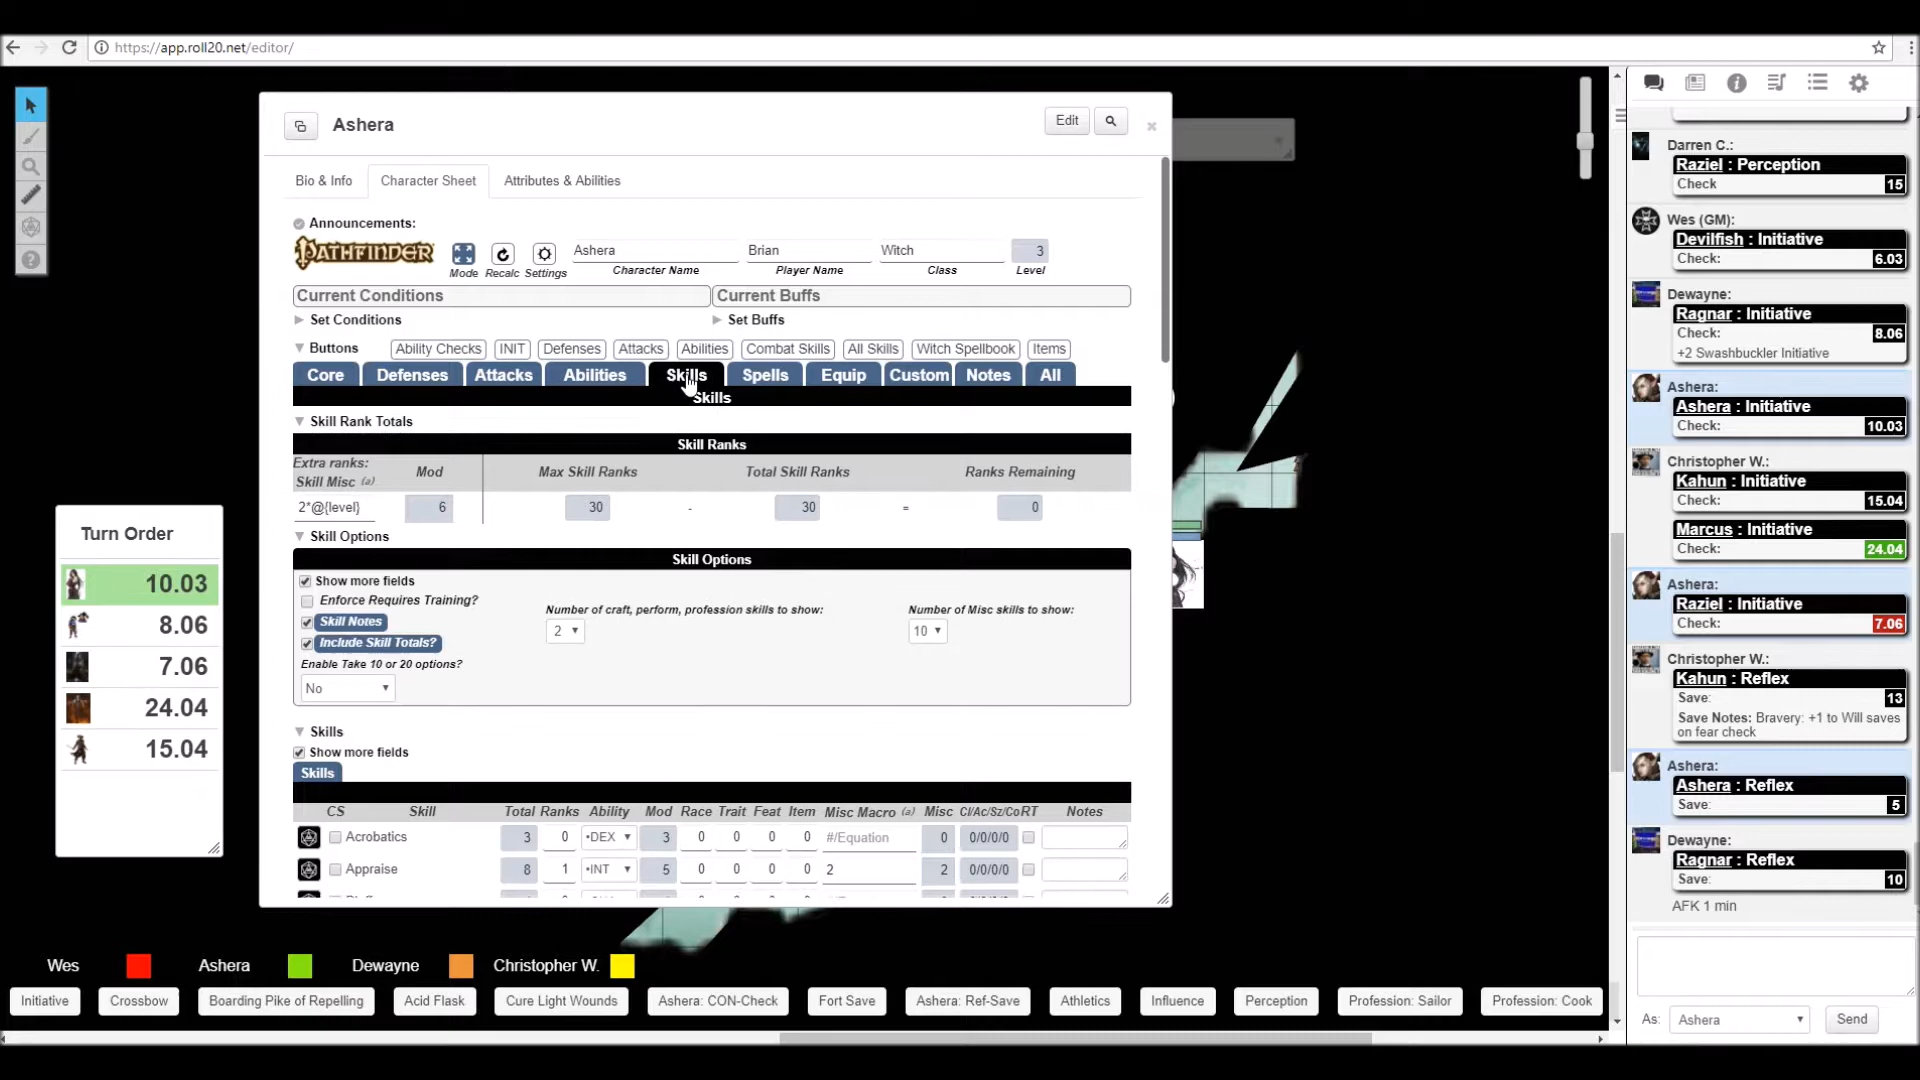 https://app.roll20.net/editor/
Ashera
Edit
Bio & Info
Character Sheet
Attributes & Abilities
Announcements:
PATHFINDER
Mode
Recalc
Settings
Ashera
Brian
Witch
3
Character Name
Player Name
Class
Level
Current Conditions
Current Buffs
Set Conditions
Set Buffs
Buttons
Ability Checks
INIT
Defenses
Attacks
Abilities
Combat Skills
All Skills
Witch Spellbook
Items
Core
Defenses
Attacks
Abilities
Skills
Spells
Equip
Custom
Notes
All
Skills
Skill Rank Totals
Skill Ranks
Extra ranks:
Skill Misc (a)
Mod
Max Skill Ranks
Total Skill Ranks
Ranks Remaining
2*@{level}
6
30
-
30
=
0
Skill Options
Skill Options
Show more fields
Enforce Requires Training?
Skill Notes
Include Skill Totals?
Enable Take 10 or 20 options?
No
Number of craft, perform, profession skills to show:
2
Number of Misc skills to show:
10
Skills
Show more fields
Skills
CS Skill Total Ranks Ability Mod Race Trait Feat Item Misc Macro (a) Misc Cl/Ac/Sz/Co RT Notes
Acrobatics 3 0 •DEX 3 0 0 0 0 #/Equation 0 0/0/0/0
Appraise 8 1 •INT 5 0 0 0 0 2 2 0/0/0/0
Turn Order
10.03
8.06
7.06
24.04
15.04
Wes
Ashera
Dewayne
Christopher W.
Initiative
Crossbow
Boarding Pike of Repelling
Acid Flask
Cure Light Wounds
Ashera: CON-Check
Fort Save
Ashera: Ref-Save
Athletics
Influence
Perception
Profession: Sailor
Profession: Cook
Darren C.:
Raziel : Perception
Check 15
Wes (GM):
Devilfish : Initiative
Check: 6.03
Dewayne:
Ragnar : Initiative
Check: 8.06
+2 Swashbuckler Initiative
Ashera:
Ashera : Initiative
Check: 10.03
Christopher W.:
Kahun : Initiative
Check: 15.04
Marcus : Initiative
Check: 24.04
Ashera:
Raziel : Initiative
Check: 7.06
Christopher W.:
Kahun : Reflex
Save: 13
Save Notes: Bravery: +1 to Will saves
on fear check
Ashera:
Ashera : Reflex
Save: 5
Dewayne:
Ragnar : Reflex
Save: 10
AFK 1 min
As:
Ashera
Send